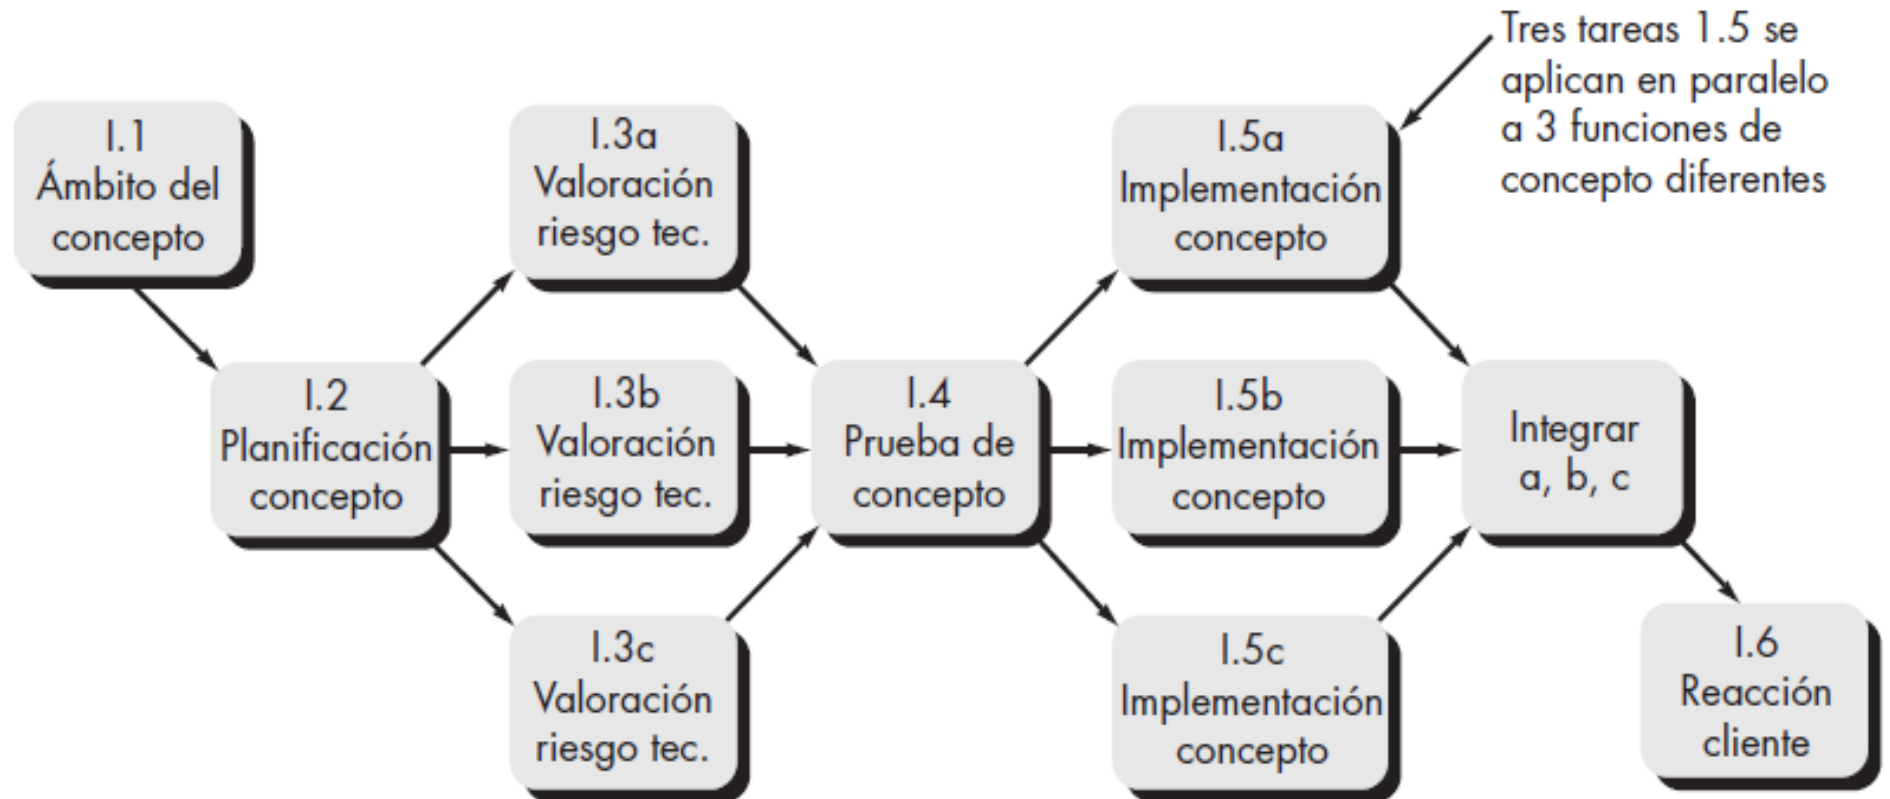 I.1
Ámbito del
concepto
I.2
Planificación
concepto
I.3a
Valoración
riesgo tec.
I.3b
Valoración
riesgo tec.
I.3c
Valoración
riesgo tec.
I.4
Prueba de
concepto
I.5a
Implementación
concepto
I.5b
Implementación
concepto
I.5c
Implementación
concepto
Tres tareas 1.5 se
aplican en paralelo
a 3 funciones de
concepto diferentes
Integrar
a, b, c
I.6
Reacción
cliente